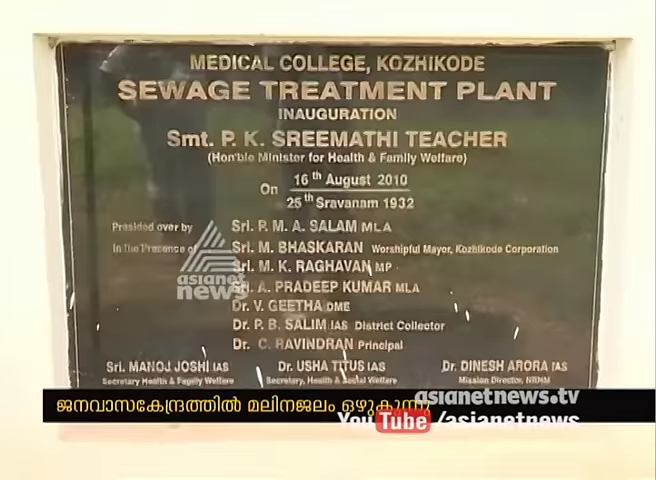 MEDICAL COLLEGE, KOZHIKODE
SEWAGE TREATMENT PLANT
INAUGURATION
Smt. P. K. SREEMATHI TEACHER
(Hon'ble Minister for Health & Family Welfare)
On 16th August 2010
25th Sravanam 1932
Presided over by Sri. P. M. A. SALAM MLA
In the Presence of Sri. M. BHASKARAN Worshipful Mayor, Kozhikode Corporation
Sri. M. K. RAGHAVAN MP
Sri. A. PRADEEP KUMAR MLA
Dr. V. GEETHA DME
Dr. P. B. SALIM IAS District Collector
Dr. C. RAVINDRAN Principal
Sri. MANOJ JOSHI IAS Dr. USHA TITUS IAS Dr. DINESH ARORA IAS
Secretary Health & Family Welfare Secretary, Health & Social Welfare Mission Director, NRHM
asianet news
ജനവാസകേന്ദ്രത്തിൽ മലിനജലം ഒഴുകുന്നു
asianetnews.tv
YouTube /asianetnews